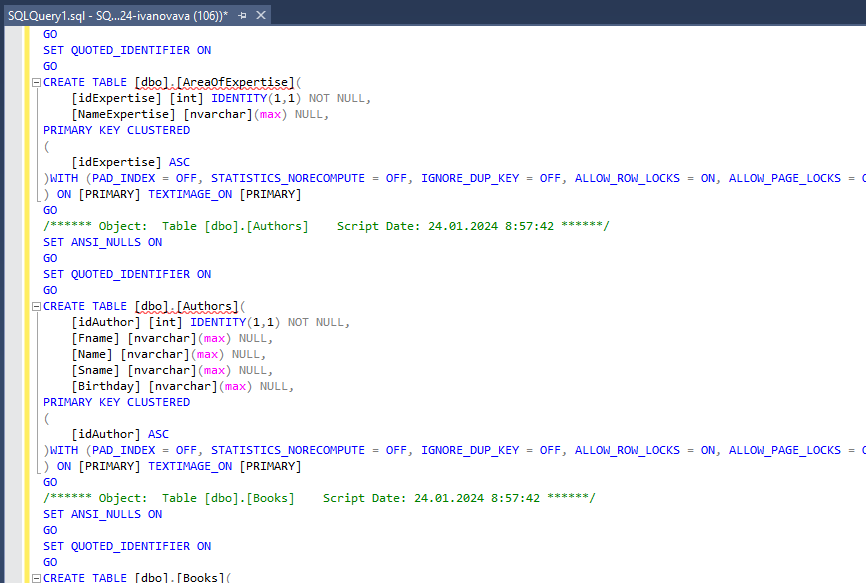 SQLQuery1.sql - SQ...24-ivanovava (106))*
GO
SET QUOTED_IDENTIFIER ON
GO
CREATE TABLE [dbo].[AreaOfExpertise](
[idExpertise] [int] IDENTITY(1,1) NOT NULL,
[NameExpertise] [nvarchar](max) NULL,
PRIMARY KEY CLUSTERED
(
[idExpertise] ASC
)WITH (PAD_INDEX = OFF, STATISTICS_NORECOMPUTE = OFF, IGNORE_DUP_KEY = OFF, ALLOW_ROW_LOCKS = ON, ALLOW_PAGE_LOCKS =
) ON [PRIMARY] TEXTIMAGE_ON [PRIMARY]
GO
/****** Object:  Table [dbo].[Authors]    Script Date: 24.01.2024 8:57:42 ******/
SET ANSI_NULLS ON
GO
SET QUOTED_IDENTIFIER ON
GO
CREATE TABLE [dbo].[Authors](
[idAuthor] [int] IDENTITY(1,1) NOT NULL,
[Fname] [nvarchar](max) NULL,
[Name] [nvarchar](max) NULL,
[Sname] [nvarchar](max) NULL,
[Birthday] [nvarchar](max) NULL,
PRIMARY KEY CLUSTERED
(
[idAuthor] ASC
)WITH (PAD_INDEX = OFF, STATISTICS_NORECOMPUTE = OFF, IGNORE_DUP_KEY = OFF, ALLOW_ROW_LOCKS = ON, ALLOW_PAGE_LOCKS =
) ON [PRIMARY] TEXTIMAGE_ON [PRIMARY]
GO
/****** Object:  Table [dbo].[Books]    Script Date: 24.01.2024 8:57:42 ******/
SET ANSI_NULLS ON
GO
SET QUOTED_IDENTIFIER ON
GO
CREATE TABLE [dbo].[Books](